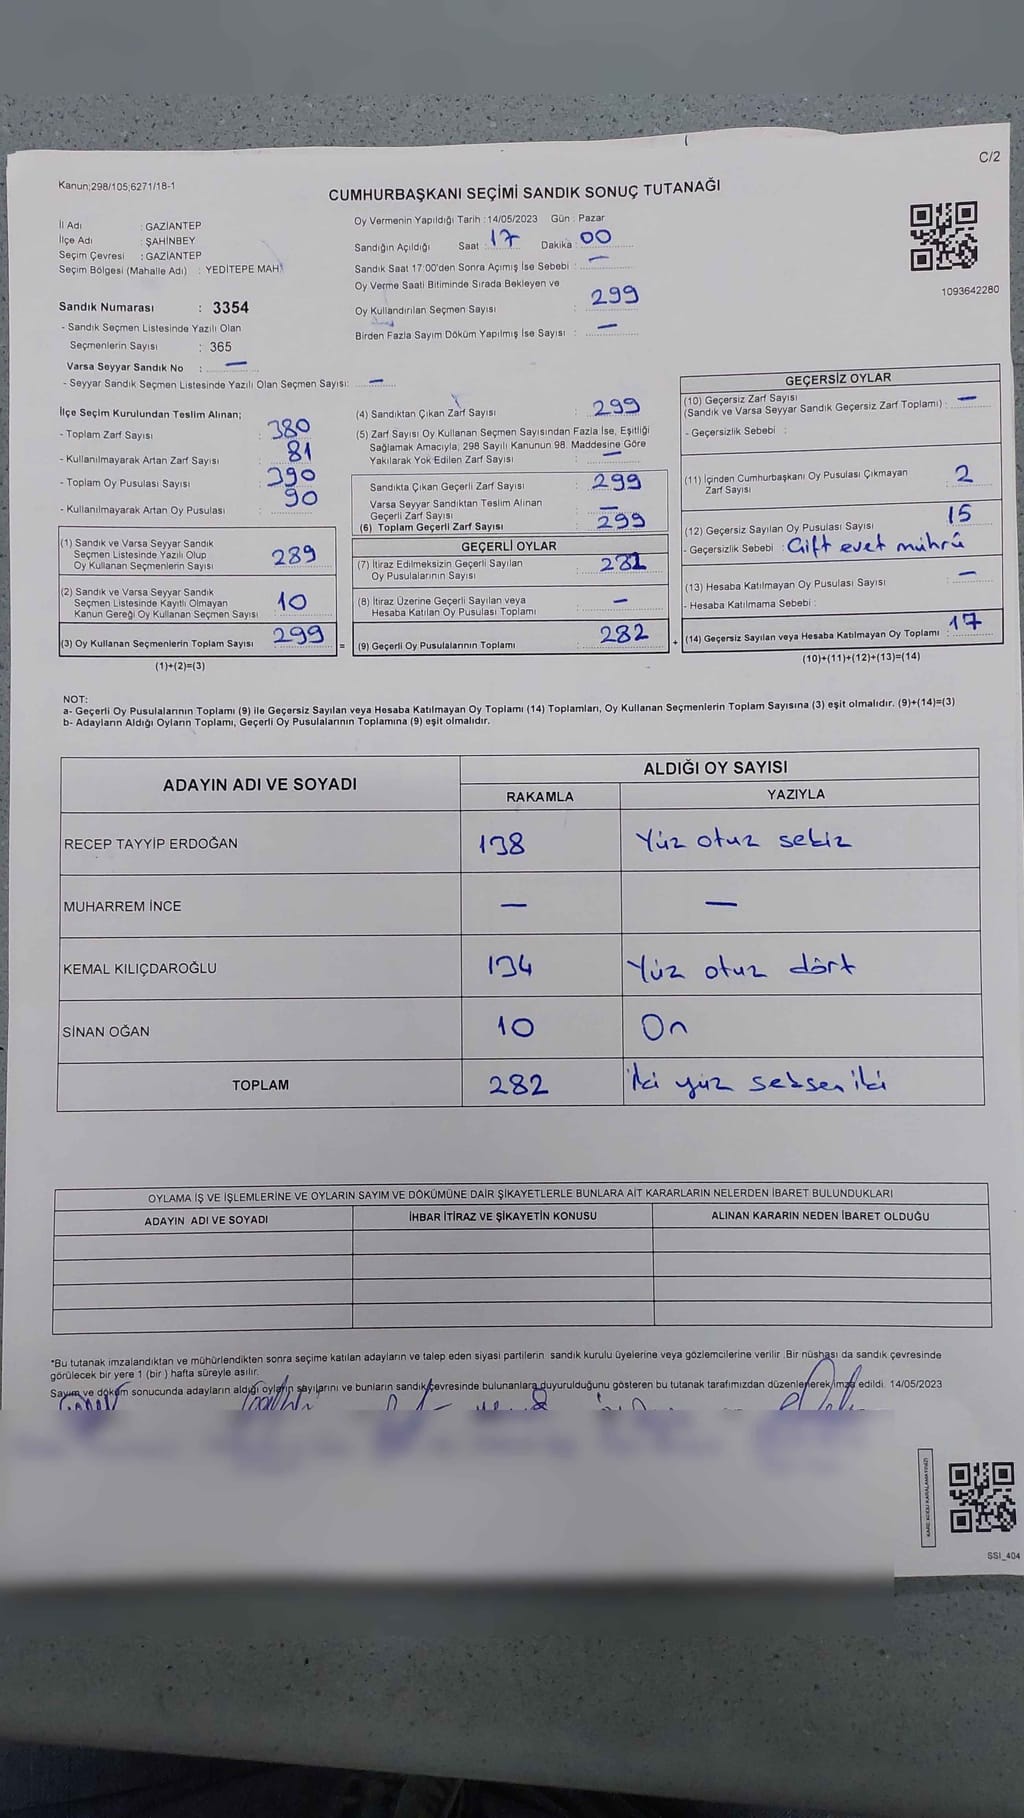 C/2
Kanun;298/105,6271/18-1
CUMHURBAŞKANI SEÇİMİ SANDIK SONUÇ TUTANAĞI
İl Adı : GAZİANTEP
İlçe Adı : ŞAHİNBEY
Seçim Çevresi : GAZİANTEP
Seçim Bölgesi (Mahalle Adı) : YEDİTEPE MAH.
Sandık Numarası : 3354
- Sandık Seçmen Listesinde Yazılı Olan
Seçmenlerin Sayısı : 365
Varsa Seyyar Sandık No : —
- Seyyar Sandık Seçmen Listesinde Yazılı Olan Seçmen Sayısı: —
Oy Vermenin Yapıldığı Tarih : 14/05/2023 Gün : Pazar
Sandığın Açıldığı Saat : 17 Dakika : 00
Sandık Saat 17:00'den Sonra Açımış İse Sebebi : —
Oy Verme Saati Bitiminde Sırada Bekleyen ve
Oy Kullandırılan Seçmen Sayısı : 299
Birden Fazla Sayım Döküm Yapılmış İse Sayısı : —
1093642280
İlçe Seçim Kurulundan Teslim Alınan;
- Toplam Zarf Sayısı : 380
- Kullanılmayarak Artan Zarf Sayısı : 81
- Toplam Oy Pusulası Sayısı : 390
- Kullanılmayarak Artan Oy Pusulası : 90
(4) Sandıktan Çıkan Zarf Sayısı : 299
(5) Zarf Sayısı Oy Kullanan Seçmen Sayısından Fazla İse, Eşitliği
Sağlamak Amacıyla; 298 Sayılı Kanunun 98. Maddesine Göre
Yakılarak Yok Edilen Zarf Sayısı : —
Sandıkta Çıkan Geçerli Zarf Sayısı : 299
Varsa Seyyar Sandıktan Teslim Alınan
Geçerli Zarf Sayısı : —
(6) Toplam Geçerli Zarf Sayısı : 299
GEÇERSİZ OYLAR
(10) Geçersiz Zarf Sayısı
(Sandık ve Varsa Seyyar Sandık Geçersiz Zarf Toplamı) : —
- Geçersizlik Sebebi :
(11) İçinden Cumhurbaşkanı Oy Pusulası Çıkmayan
Zarf Sayısı : 2
(12) Geçersiz Sayılan Oy Pusulası Sayısı : 15
- Geçersizlik Sebebi : Çift evet mührü
(13) Hesaba Katılmayan Oy Pusulası Sayısı : —
- Hesaba Katılmama Sebebi :
(14) Geçersiz Sayılan veya Hesaba Katılmayan Oy Toplamı : 17
(10)+(11)+(12)+(13)=(14)
(1) Sandık ve Varsa Seyyar Sandık
Seçmen Listesinde Yazılı Olup
Oy Kullanan Seçmenlerin Sayısı : 289
(2) Sandık ve Varsa Seyyar Sandık
Seçmen Listesinde Kayıtlı Olmayan
Kanun Gereği Oy Kullanan Seçmen Sayısı : 10
(3) Oy Kullanan Seçmenlerin Toplam Sayısı : 299 =
(1)+(2)=(3)
GEÇERLİ OYLAR
(7) İtiraz Edilmeksizin Geçerli Sayılan
Oy Pusulalarının Sayısı : 282
(8) İtiraz Üzerine Geçerli Sayılan veya
Hesaba Katılan Oy Pusulası Toplamı : —
(9) Geçerli Oy Pusulalarının Toplamı : 282 +
NOT:
a- Geçerli Oy Pusulalarının Toplamı (9) ile Geçersiz Sayılan veya Hesaba Katılmayan Oy Toplamı (14) Toplamları, Oy Kullanan Seçmenlerin Toplam Sayısına (3) eşit olmalıdır. (9)+(14)=(3)
b- Adayların Aldığı Oyların Toplamı, Geçerli Oy Pusulalarının Toplamına (9) eşit olmalıdır.
ADAYIN ADI VE SOYADI ALDIĞI OY SAYISI
RAKAMLA YAZIYLA
RECEP TAYYİP ERDOĞAN 138 Yüz otuz sekiz
MUHARREM İNCE — —
KEMAL KILIÇDAROĞLU 134 Yüz otuz dört
SİNAN OĞAN 10 On
TOPLAM 282 İki yüz seksen iki
OYLAMA İŞ VE İŞLEMLERİNE VE OYLARIN SAYIM VE DÖKÜMÜNE DAİR ŞİKAYETLERLE BUNLARA AİT KARARLARIN NELERDEN İBARET BULUNDUKLARI
ADAYIN ADI VE SOYADI İHBAR İTİRAZ VE ŞİKAYETİN KONUSU ALINAN KARARIN NEDEN İBARET OLDUĞU
*Bu tutanak imzalandıktan ve mühürlendikten sonra seçime katılan adayların ve talep eden siyasi partilerin sandık kurulu üyelerine veya gözlemcilerine verilir. Bir nüshası da sandık çevresinde
görülecek bir yere 1 (bir) hafta süreyle asılır.
Sayım ve döküm sonucunda adayların aldığı oyların sayılarını ve bunların sandık çevresinde bulunanlara duyurulduğunu gösteren bu tutanak tarafımızdan düzenlenerek imza edildi. 14/05/2023
SSI_404